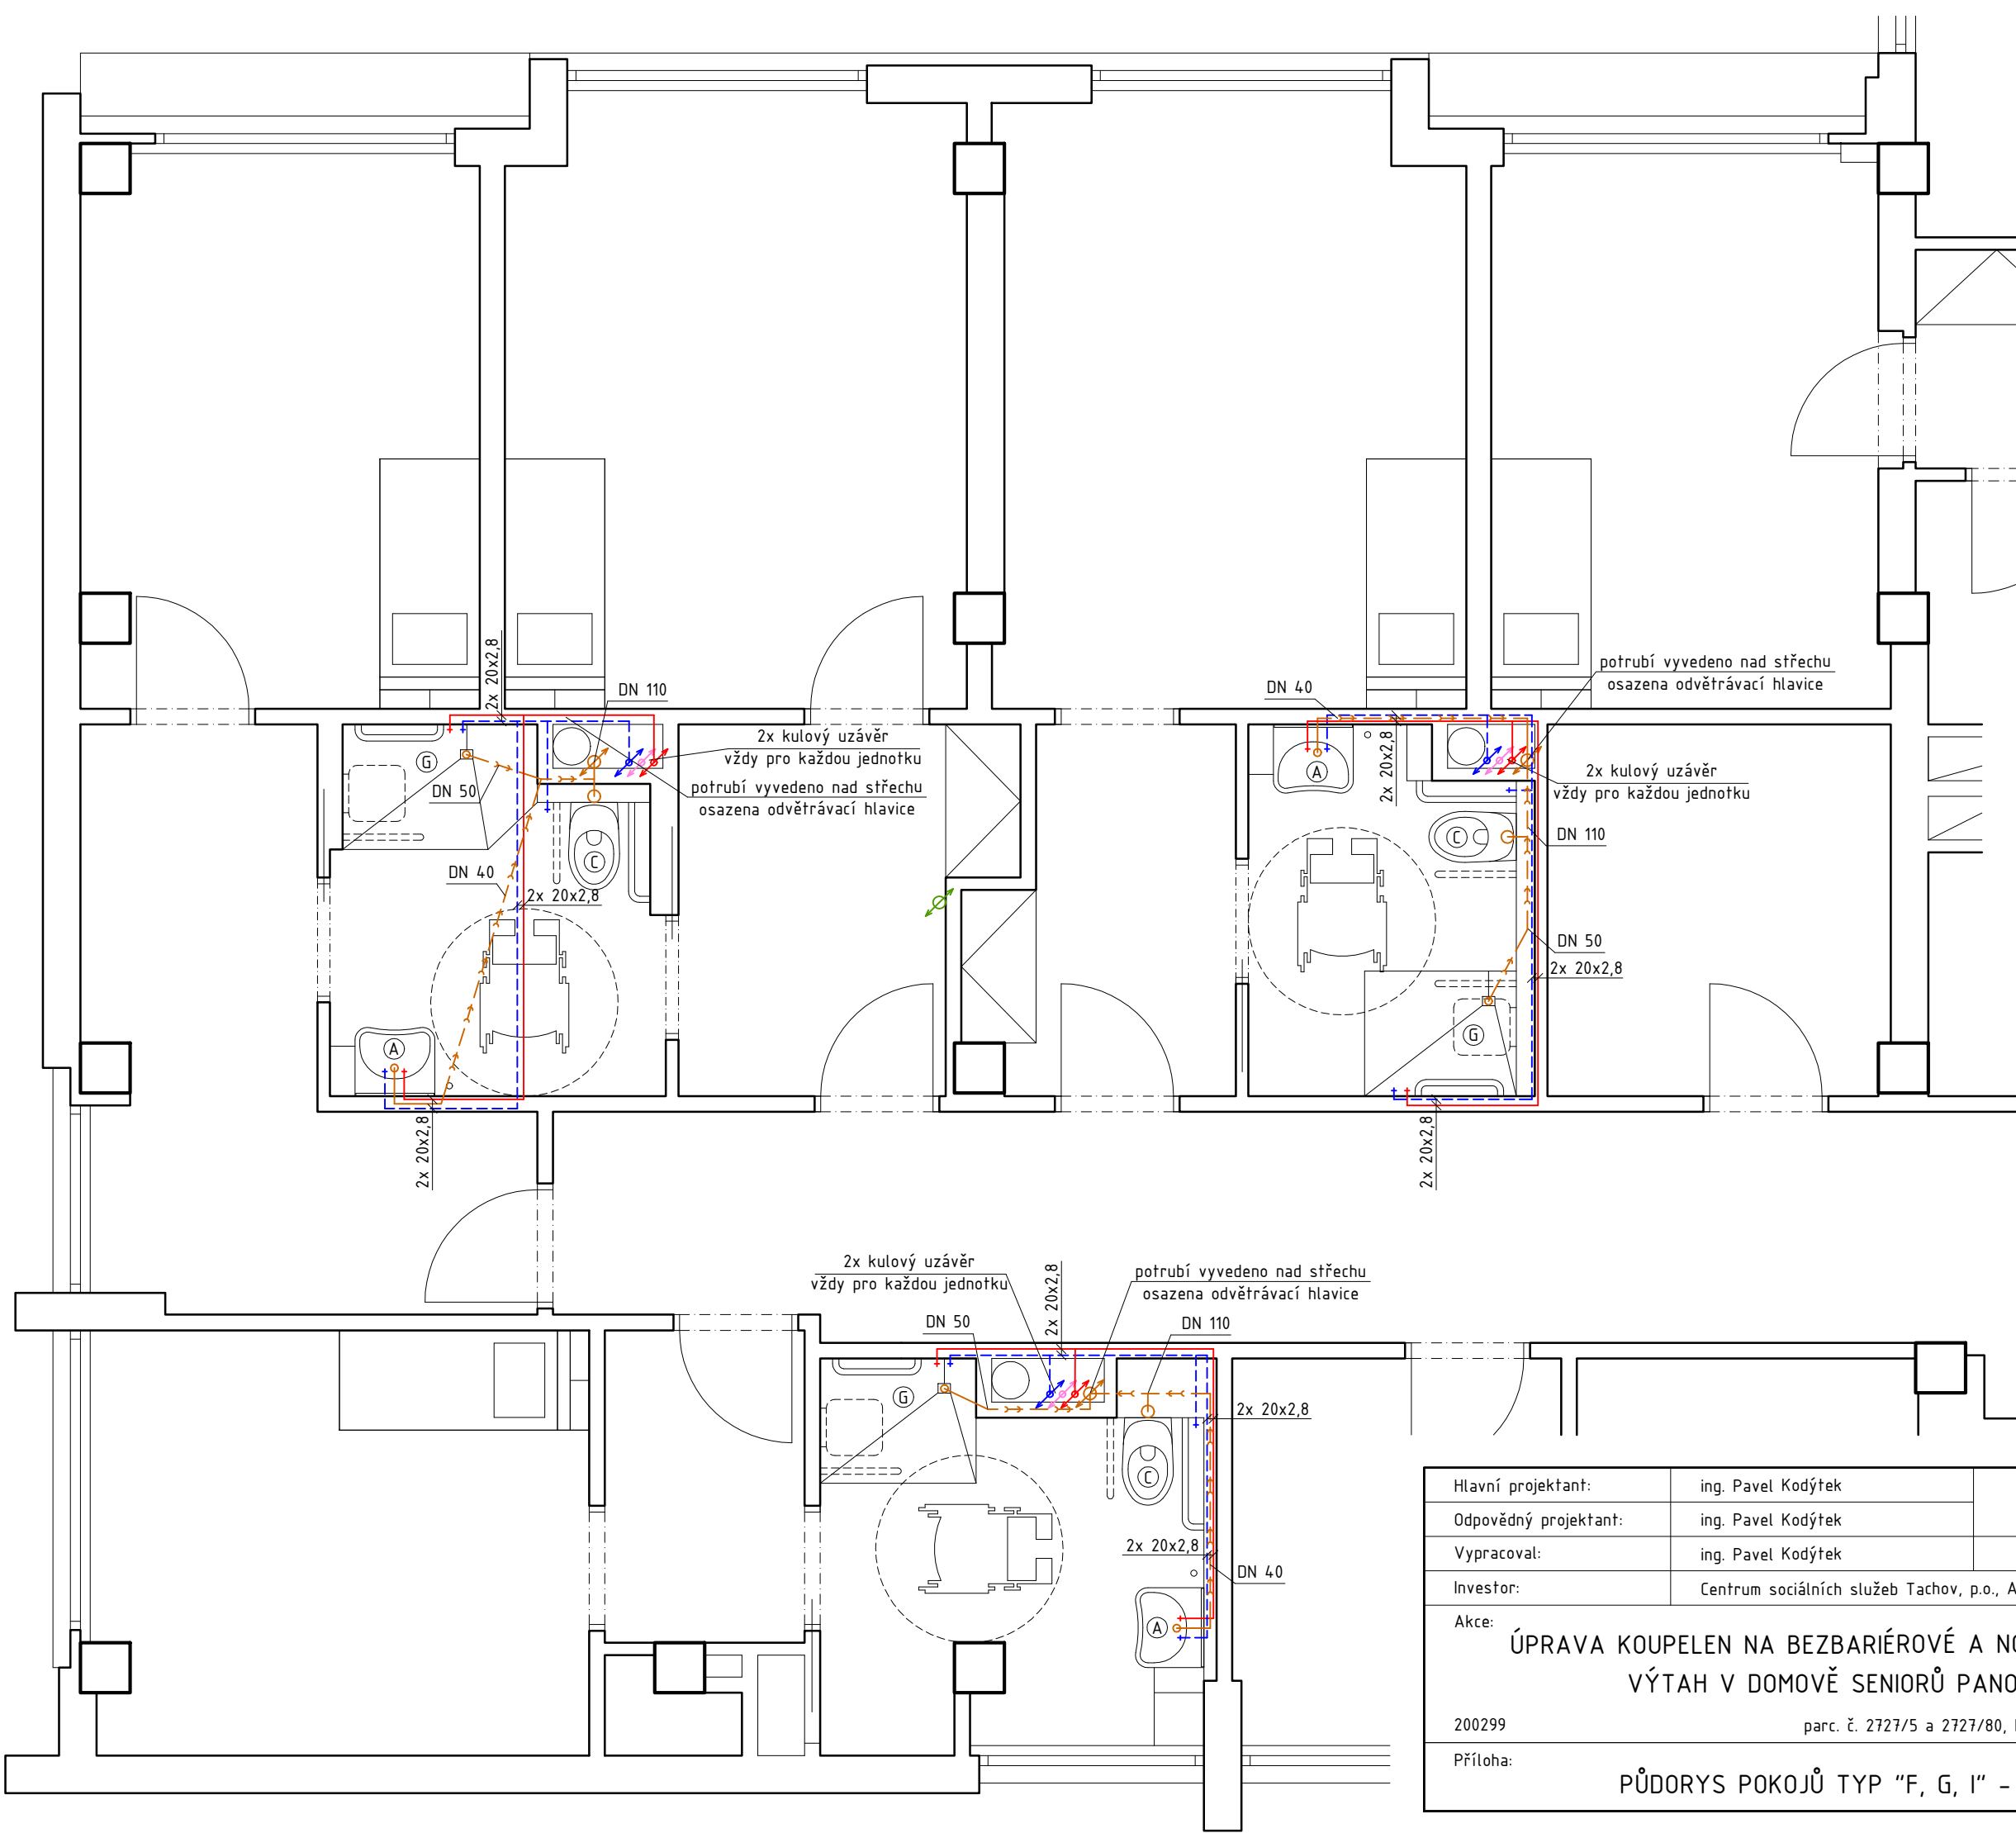 2x 20x2,8
DN 110
2x kulový uzávěr
vždy pro každou jednotku
potrubí vyvedeno nad střechu
osazena odvětrávací hlavice
G
DN 50
DN 40
2x 20x2,8
C
A
2x 20x2,8
potrubí vyvedeno nad střechu
osazena odvětrávací hlavice
DN 40
2x 20x2,8
A
2x kulový uzávěr
vždy pro každou jednotku
C
DN 110
DN 50
2x 20x2,8
G
2x 20x2,8
2x kulový uzávěr
vždy pro každou jednotku
2x 20x2,8
potrubí vyvedeno nad střechu
osazena odvětrávací hlavice
DN 50
DN 110
G
2x 20x2,8
C
2x 20x2,8
DN 40
A
Hlavní projektant: ing. Pavel Kodýtek
Odpovědný projektant: ing. Pavel Kodýtek
Vypracoval: ing. Pavel Kodýtek
Investor: Centrum sociálních služeb Tachov, p.o., A
Akce:
ÚPRAVA KOUPELEN NA BEZBARIÉROVÉ A
VÝTAH V DOMOVĚ SENIORŮ PANO
200299 parc. č. 2727/5 a 2727/80,
Příloha:
PŮDORYS POKOJŮ TYP "F, G, I" -